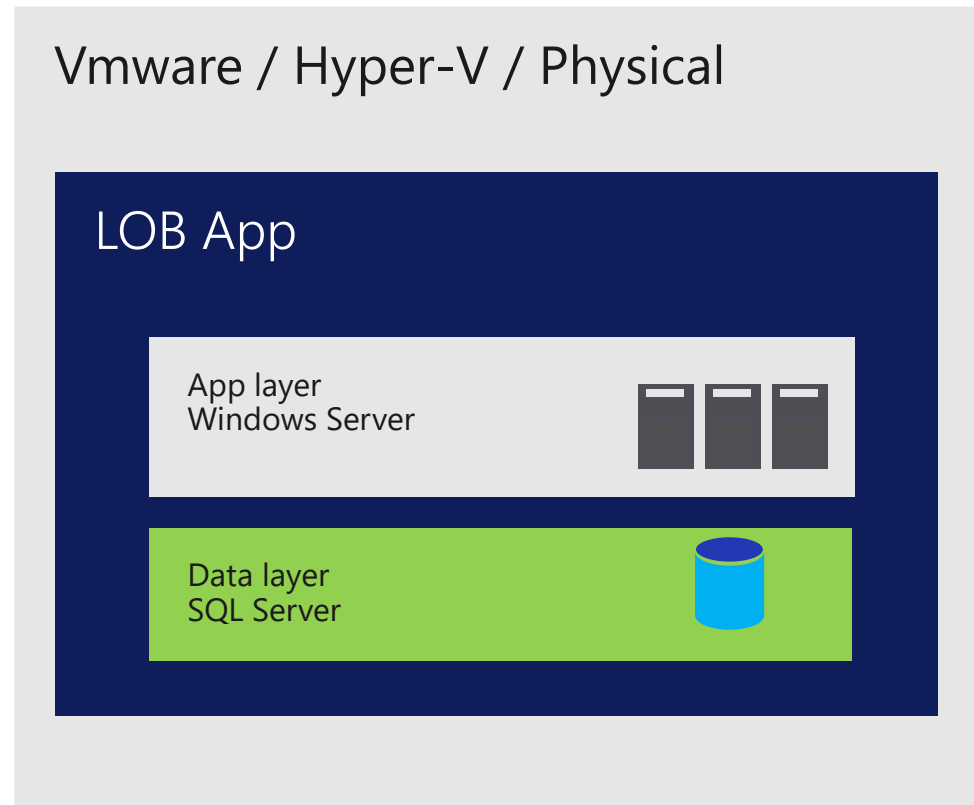 Vmware / Hyper-V / Physical
LOB App
App layer
Windows Server
Data layer
SQL Server